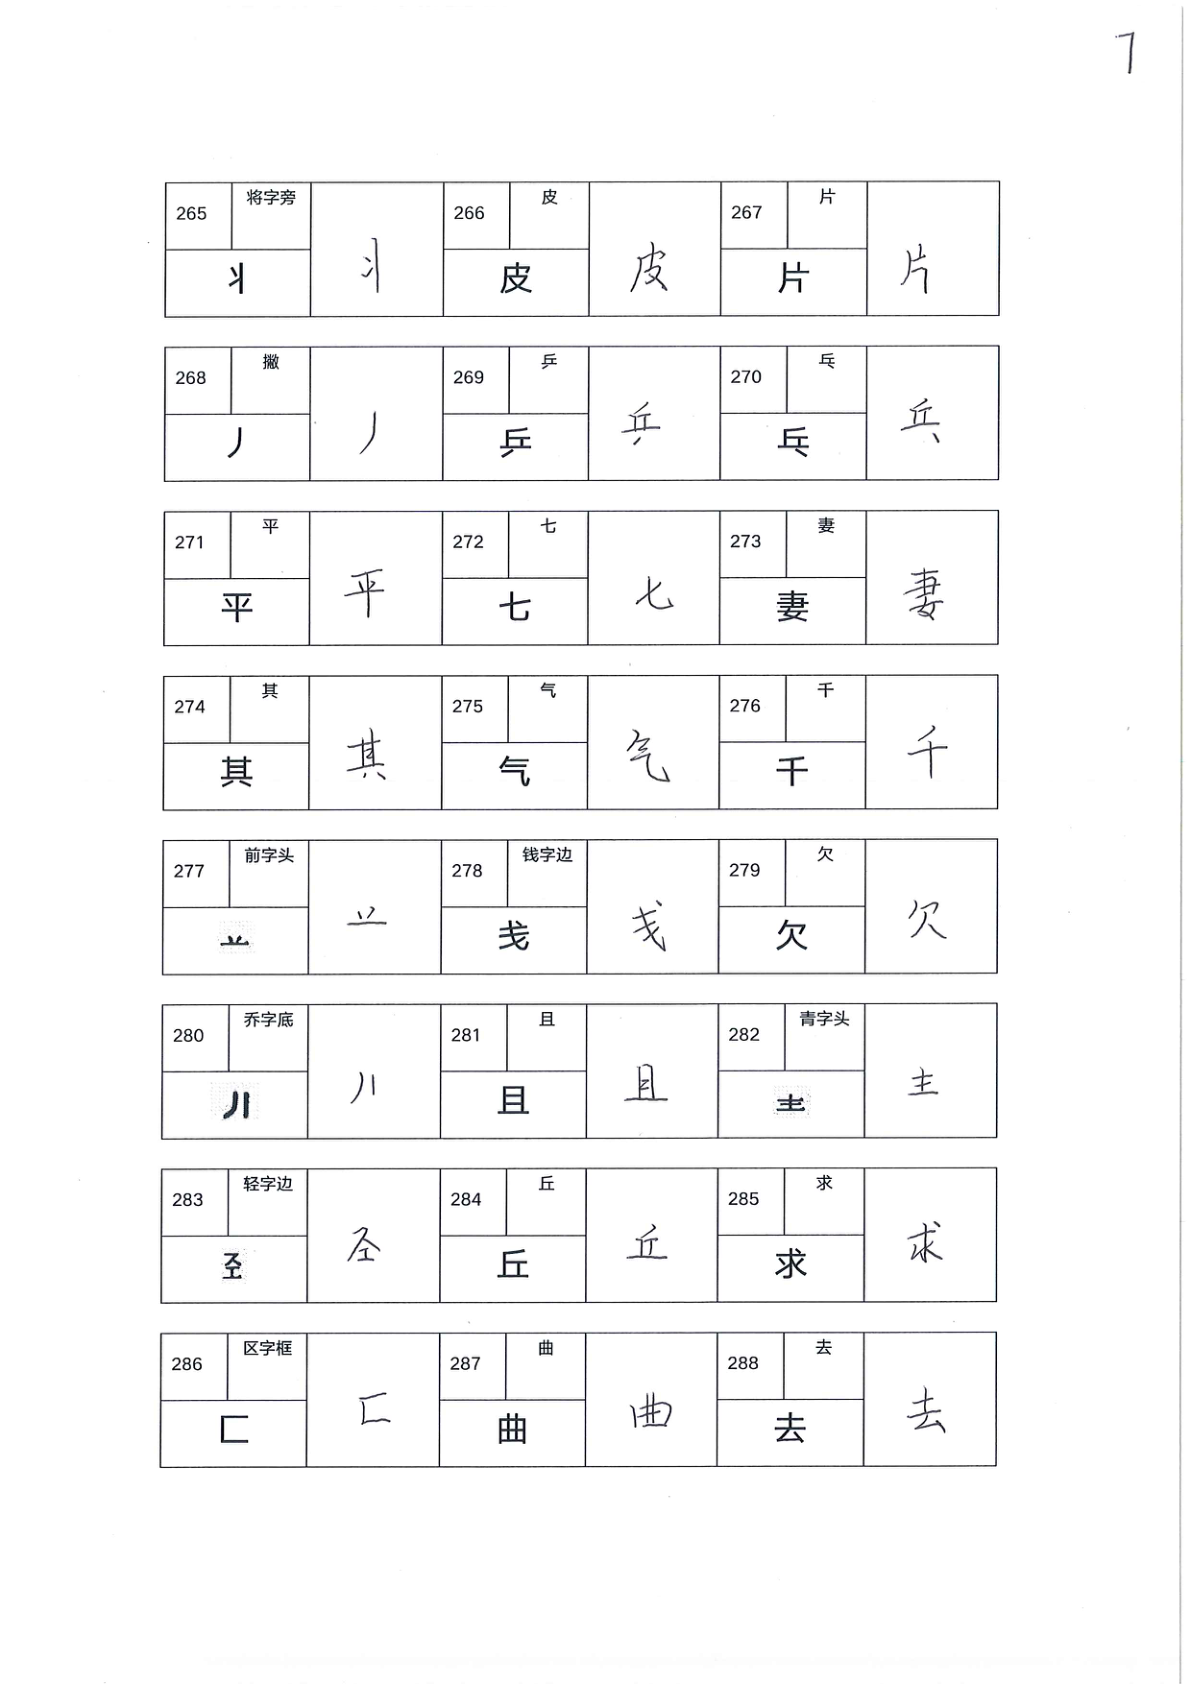 7
265 将字旁 丬 丬 266 皮 皮 皮 267 片 片 片
268 撇 丿 丿 269 乒 乒 乒 270 乓 乓 兵
271 平 平 平 272 七 七 七 273 妻 妻 妻
274 其 其 其 275 气 气 气 276 千 千 千
277 前字头 䒑 䒑 278 钱字边 戋 戋 279 欠 欠 欠
280 乔字底 丿丨 丿丨 281 且 且 且 282 青字头 龶 龶
283 轻字边 𢀖 𢀖 284 丘 丘 丘 285 求 求 求
286 区字框 匚 匚 287 曲 曲 曲 288 去 去 去